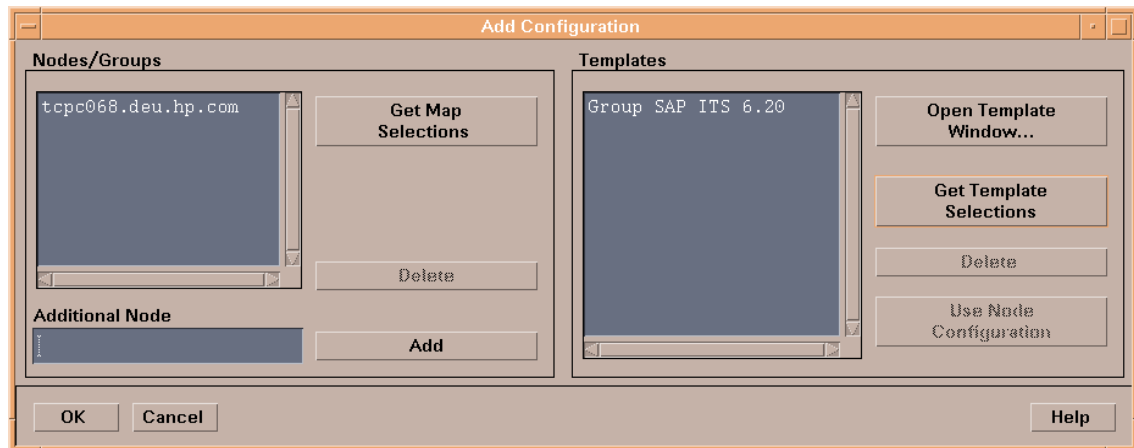 Add Configuration
Nodes/Groups
tcpc068.deu.hp.com
Get Map
Selections
Delete
Additional Node
Add
Templates
Group SAP ITS 6.20
Open Template
Window...
Get Template
Selections
Delete
Use Node
Configuration
OK
Cancel
Help